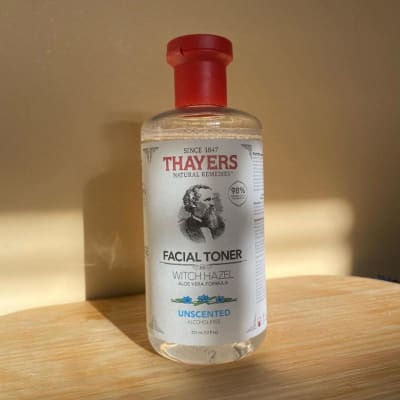 SINCE 1847
THAYERS
NATURAL REMEDIES
98%
FACIAL TONER
WITCH HAZEL
ALOE VERA FORMULA
UNSCENTED
ALCOHOL-FREE